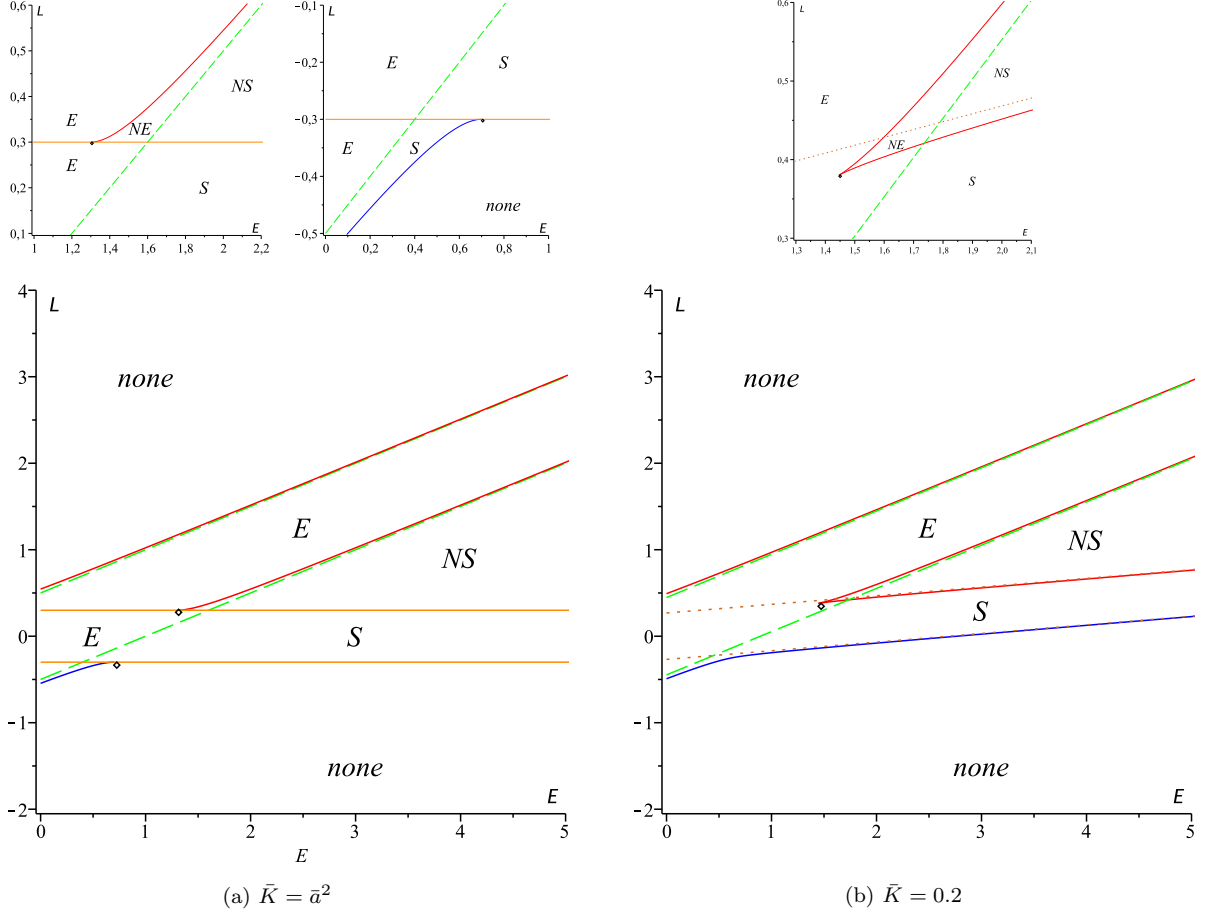 0,6
L
0,5
0,4
0,3
0,2
0,1
E
NE
E
NS
S
E
1
1,2
1,4
1,6
1,8
2
2,2
−0,1
L
−0,2
−0,3
−0,4
−0,5
E
S
E
S
none
E
0
0,2
0,4
0,6
0,8
1
0,6
L
0,5
0,4
0,3
E
NS
NE
S
E
1,3
1,4
1,5
1,6
1,7
1,8
1,9
2,0
2,1
4
L
3
2
1
0
−1
−2
none
E
NS
E
S
none
E
0
1
2
3
4
5
E
4
L
3
2
1
0
−1
−2
none
E
NS
S
none
E
0
1
2
3
4
5
(a) K̄ = ā²
(b) K̄ = 0.2